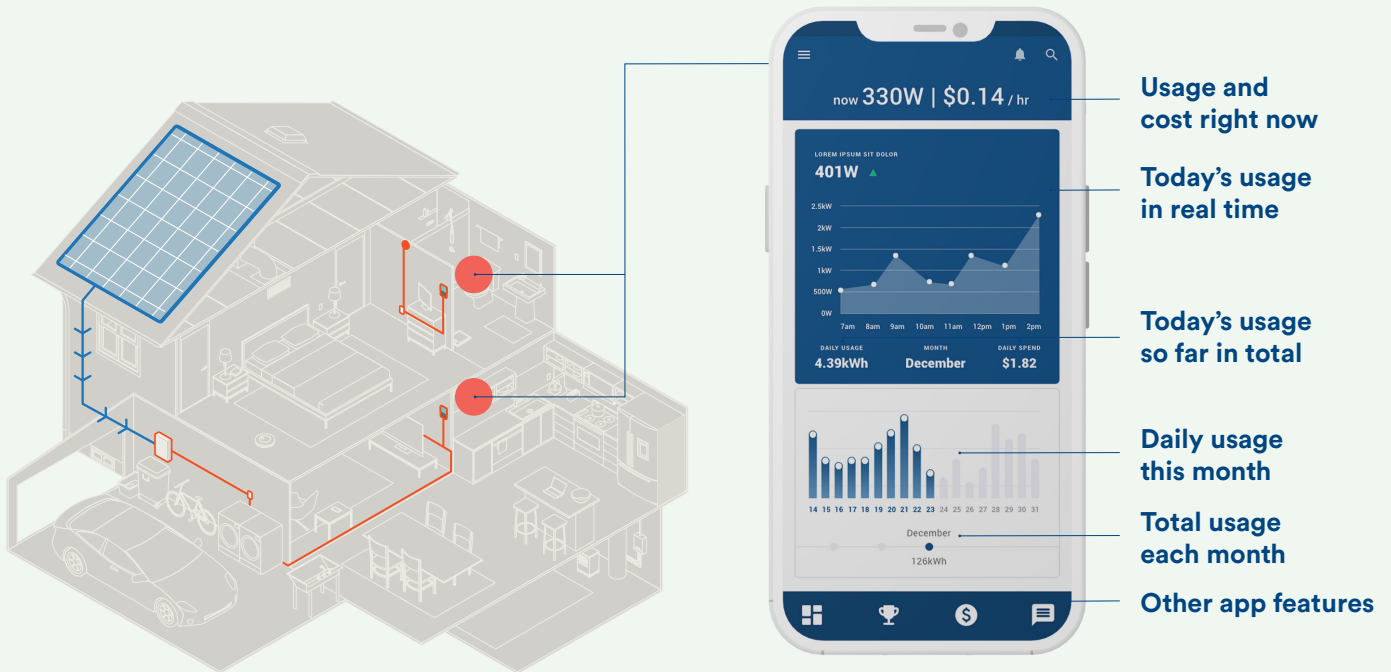 now 330W | $0.14 / hr
LOREM IPSUM SIT DOLOR
401W
2.5kW
2kW
1.5kW
1kW
500W
0W
7am 8am 9am 10am 11am 12pm 1pm 2pm
DAILY USAGE MONTH DAILY SPEND
4.39kWh December $1.82
14 15 16 17 18 19 20 21 22 23 24 25 26 27 28 29 30 31
December
126kWh
Usage and
cost right now
Today’s usage
in real time
Today’s usage
so far in total
Daily usage
this month
Total usage
each month
Other app features